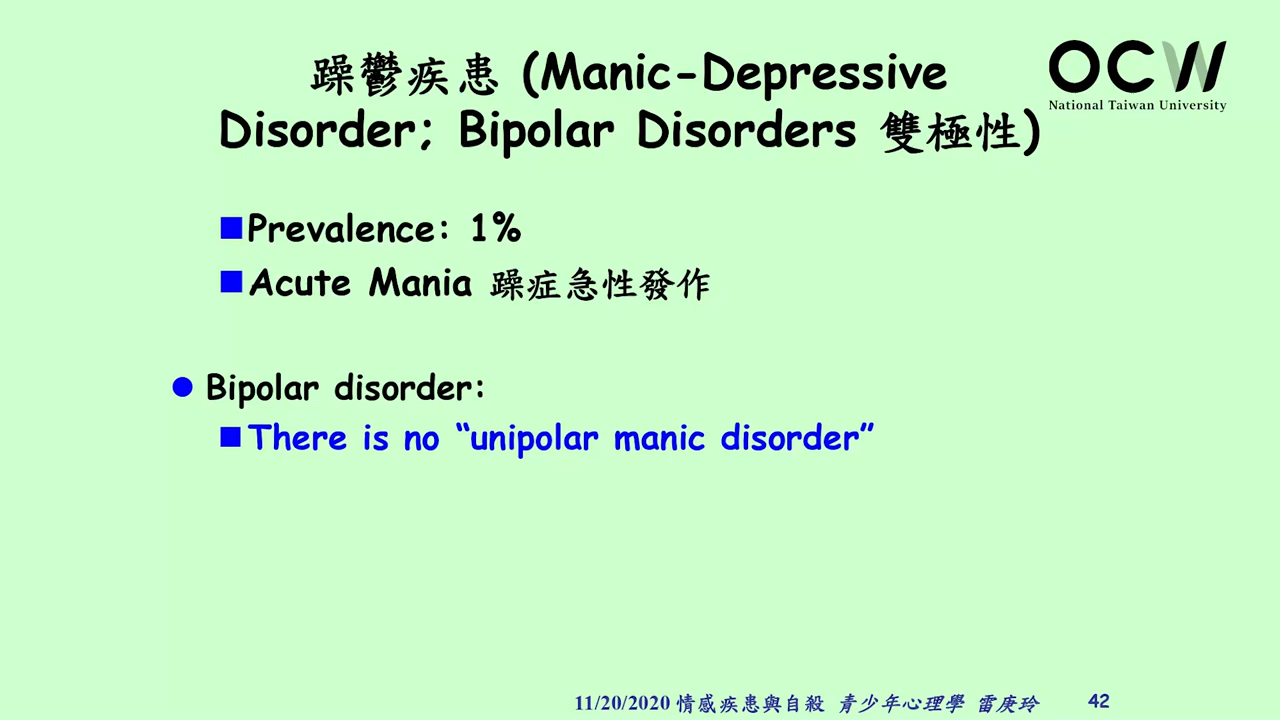 躁鬱疾患 (Manic-Depressive
Disorder; Bipolar Disorders 雙極性)
OCW
National Taiwan University
Prevalence: 1%
Acute Mania 躁症急性發作
Bipolar disorder:
There is no “unipolar manic disorder”
11/20/2020 情感疾患與自殺 青少年心理學 雷庚玲 42